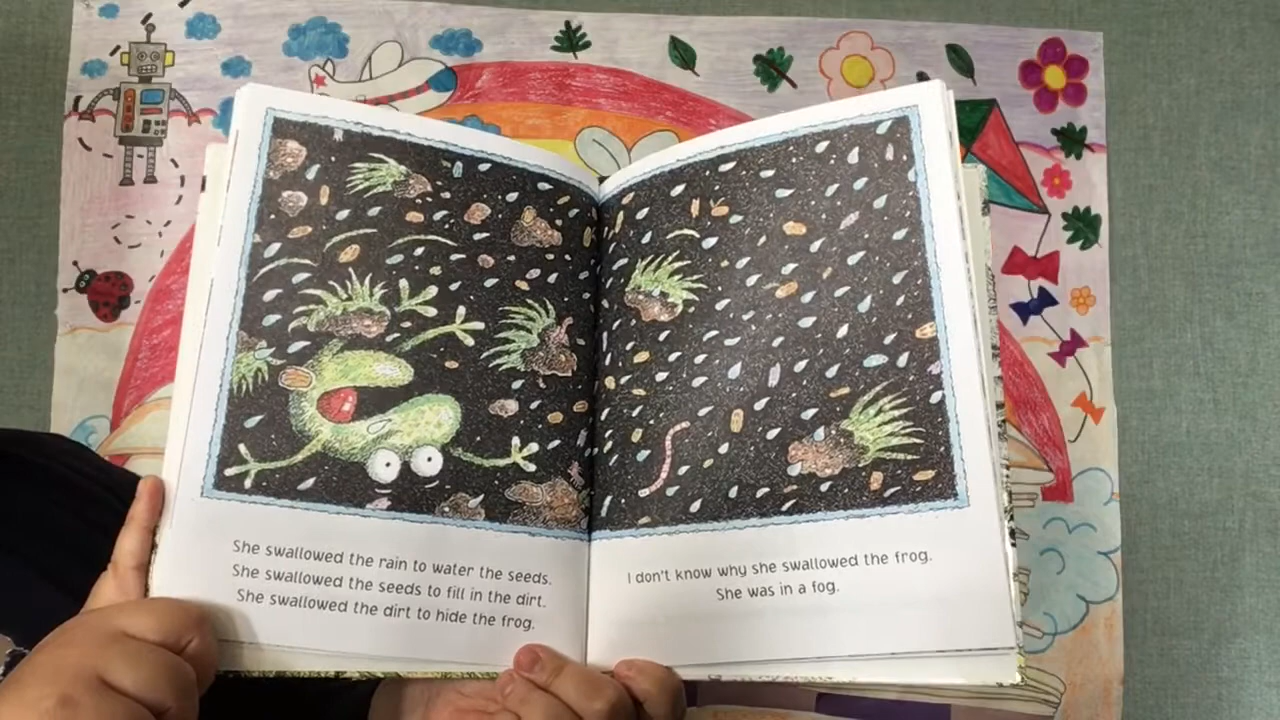 She swallowed the rain to water the seeds.
She swallowed the seeds to fill in the dirt.
She swallowed the dirt to hide the frog.
I don't know why she swallowed the frog.
She was in a fog.